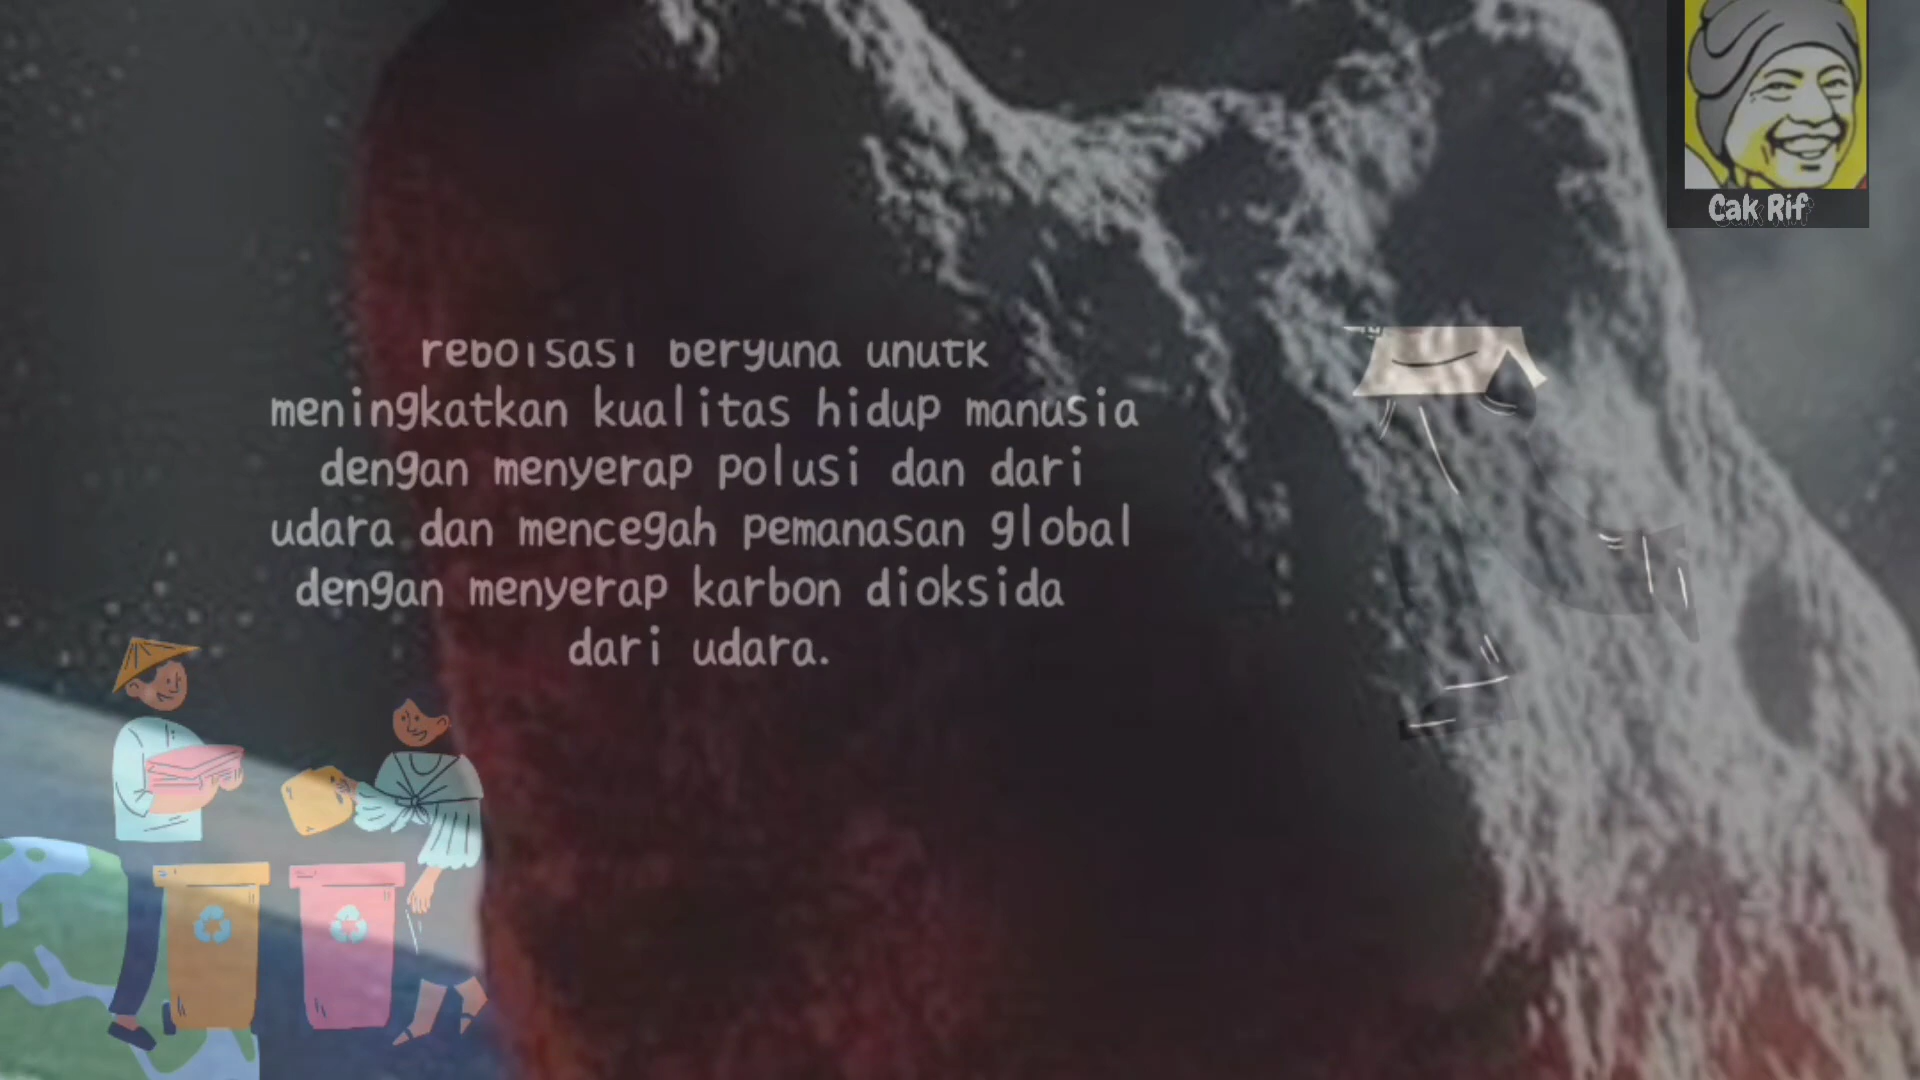 Cak Rif
reboisasi berguna unutk
meningkatkan kualitas hidup manusia
dengan menyerap polusi dan dari
udara dan mencegah pemanasan global
dengan menyerap karbon dioksida
dari udara.